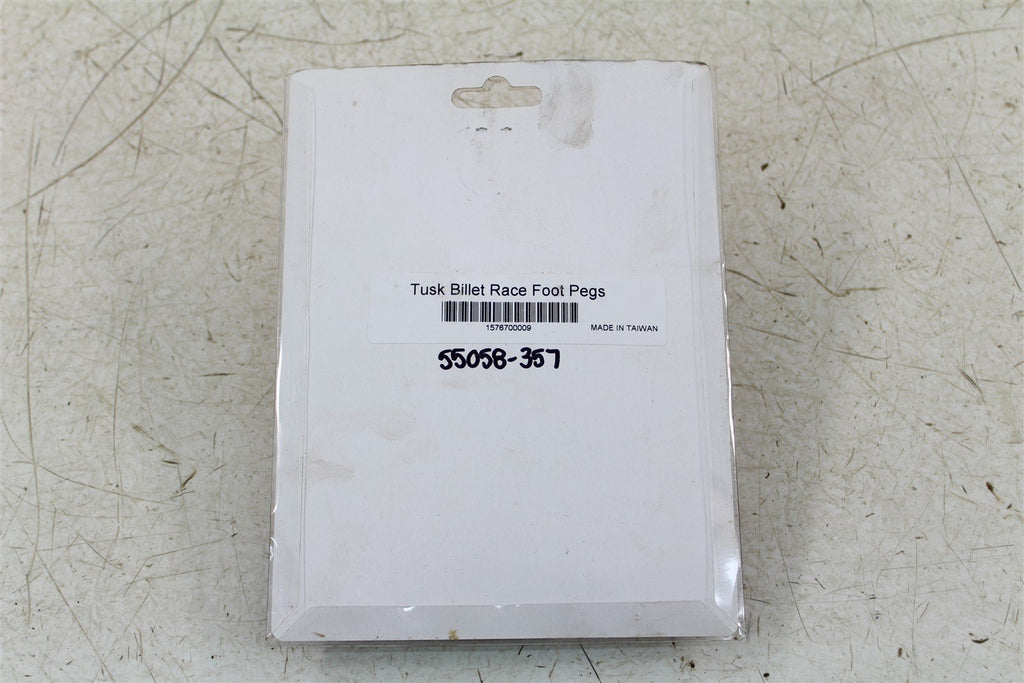 Tusk Billet Race Foot Pegs
1576700009
MADE IN TAIWAN
55058-357